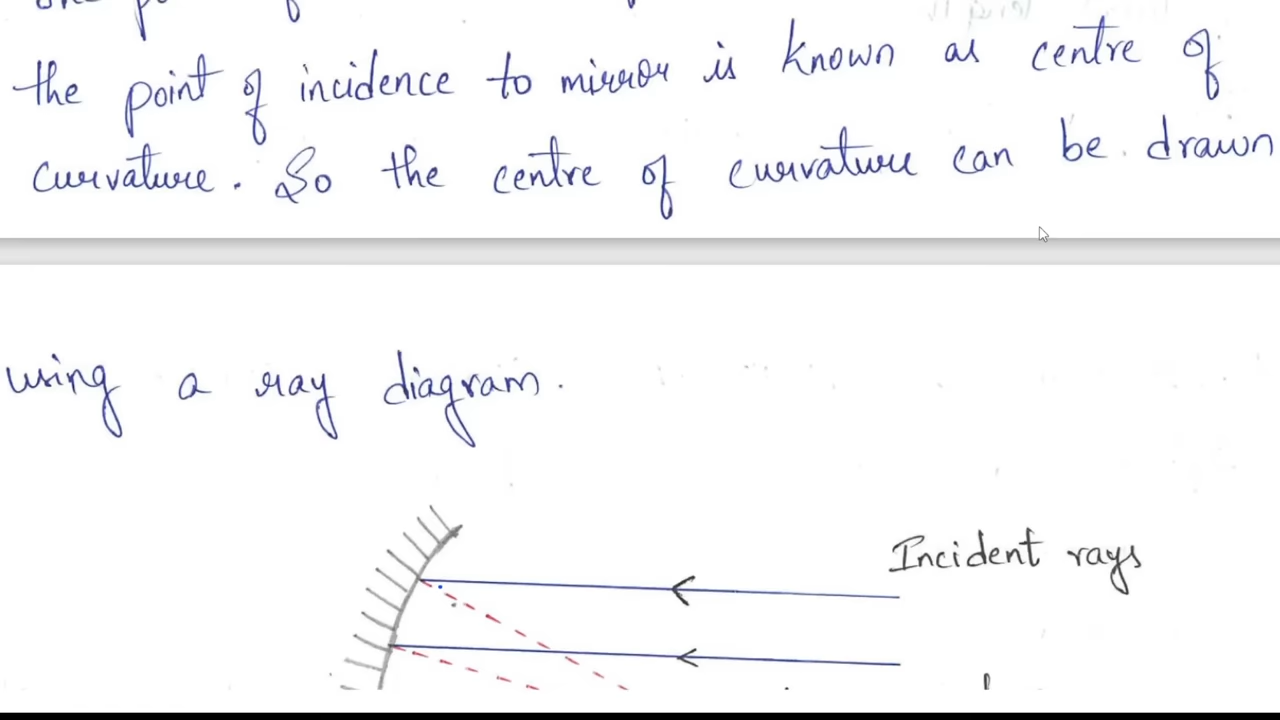 the point of incidence to mirror is known as centre of
curvature. So the centre of curvature can be drawn
using a ray diagram.
Incident rays